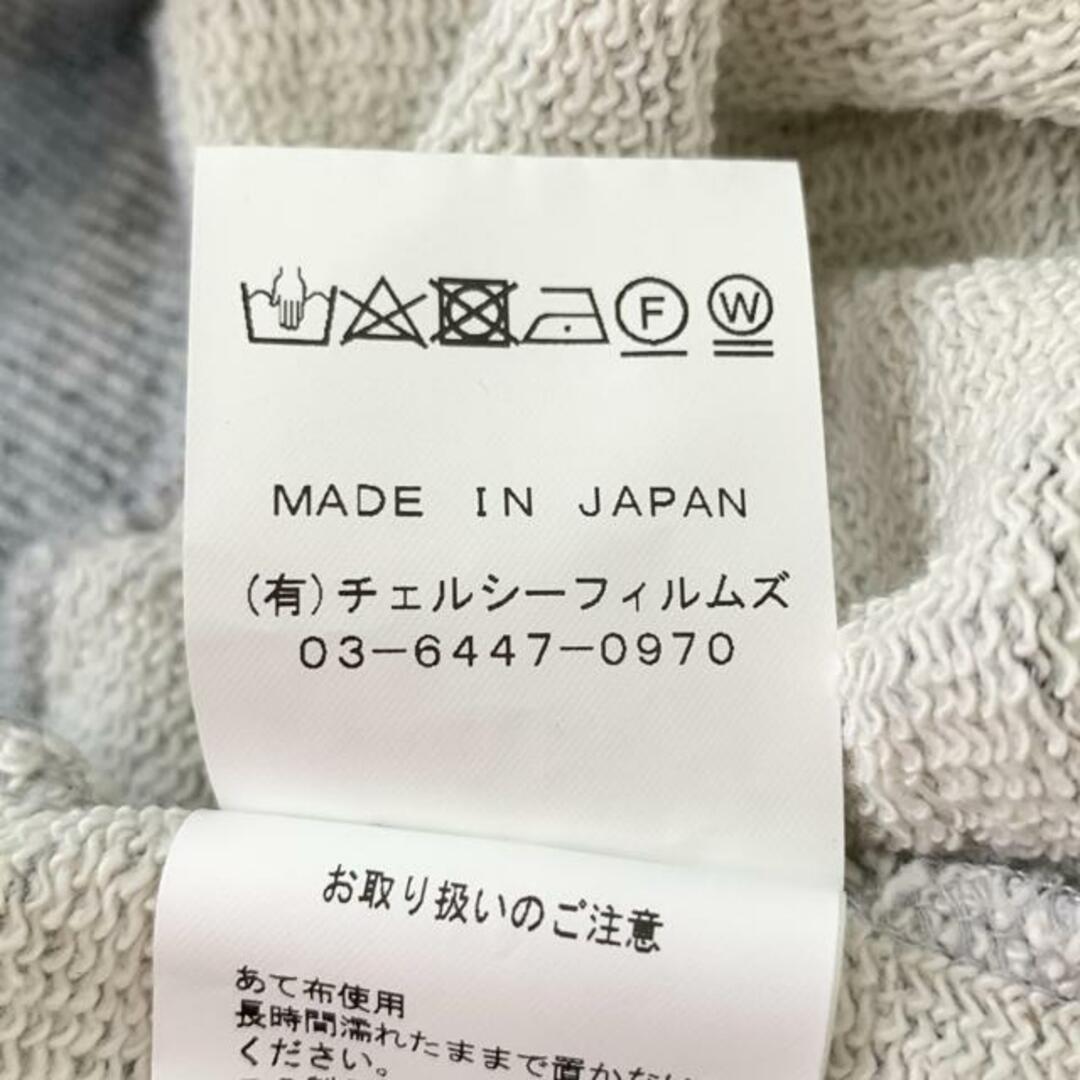 F W
MADE IN JAPAN
(有)チェルシーフィルムズ
03-6447-0970
お取り扱いのご注意
あて布使用
長時間濡れたままで置かない
ください。